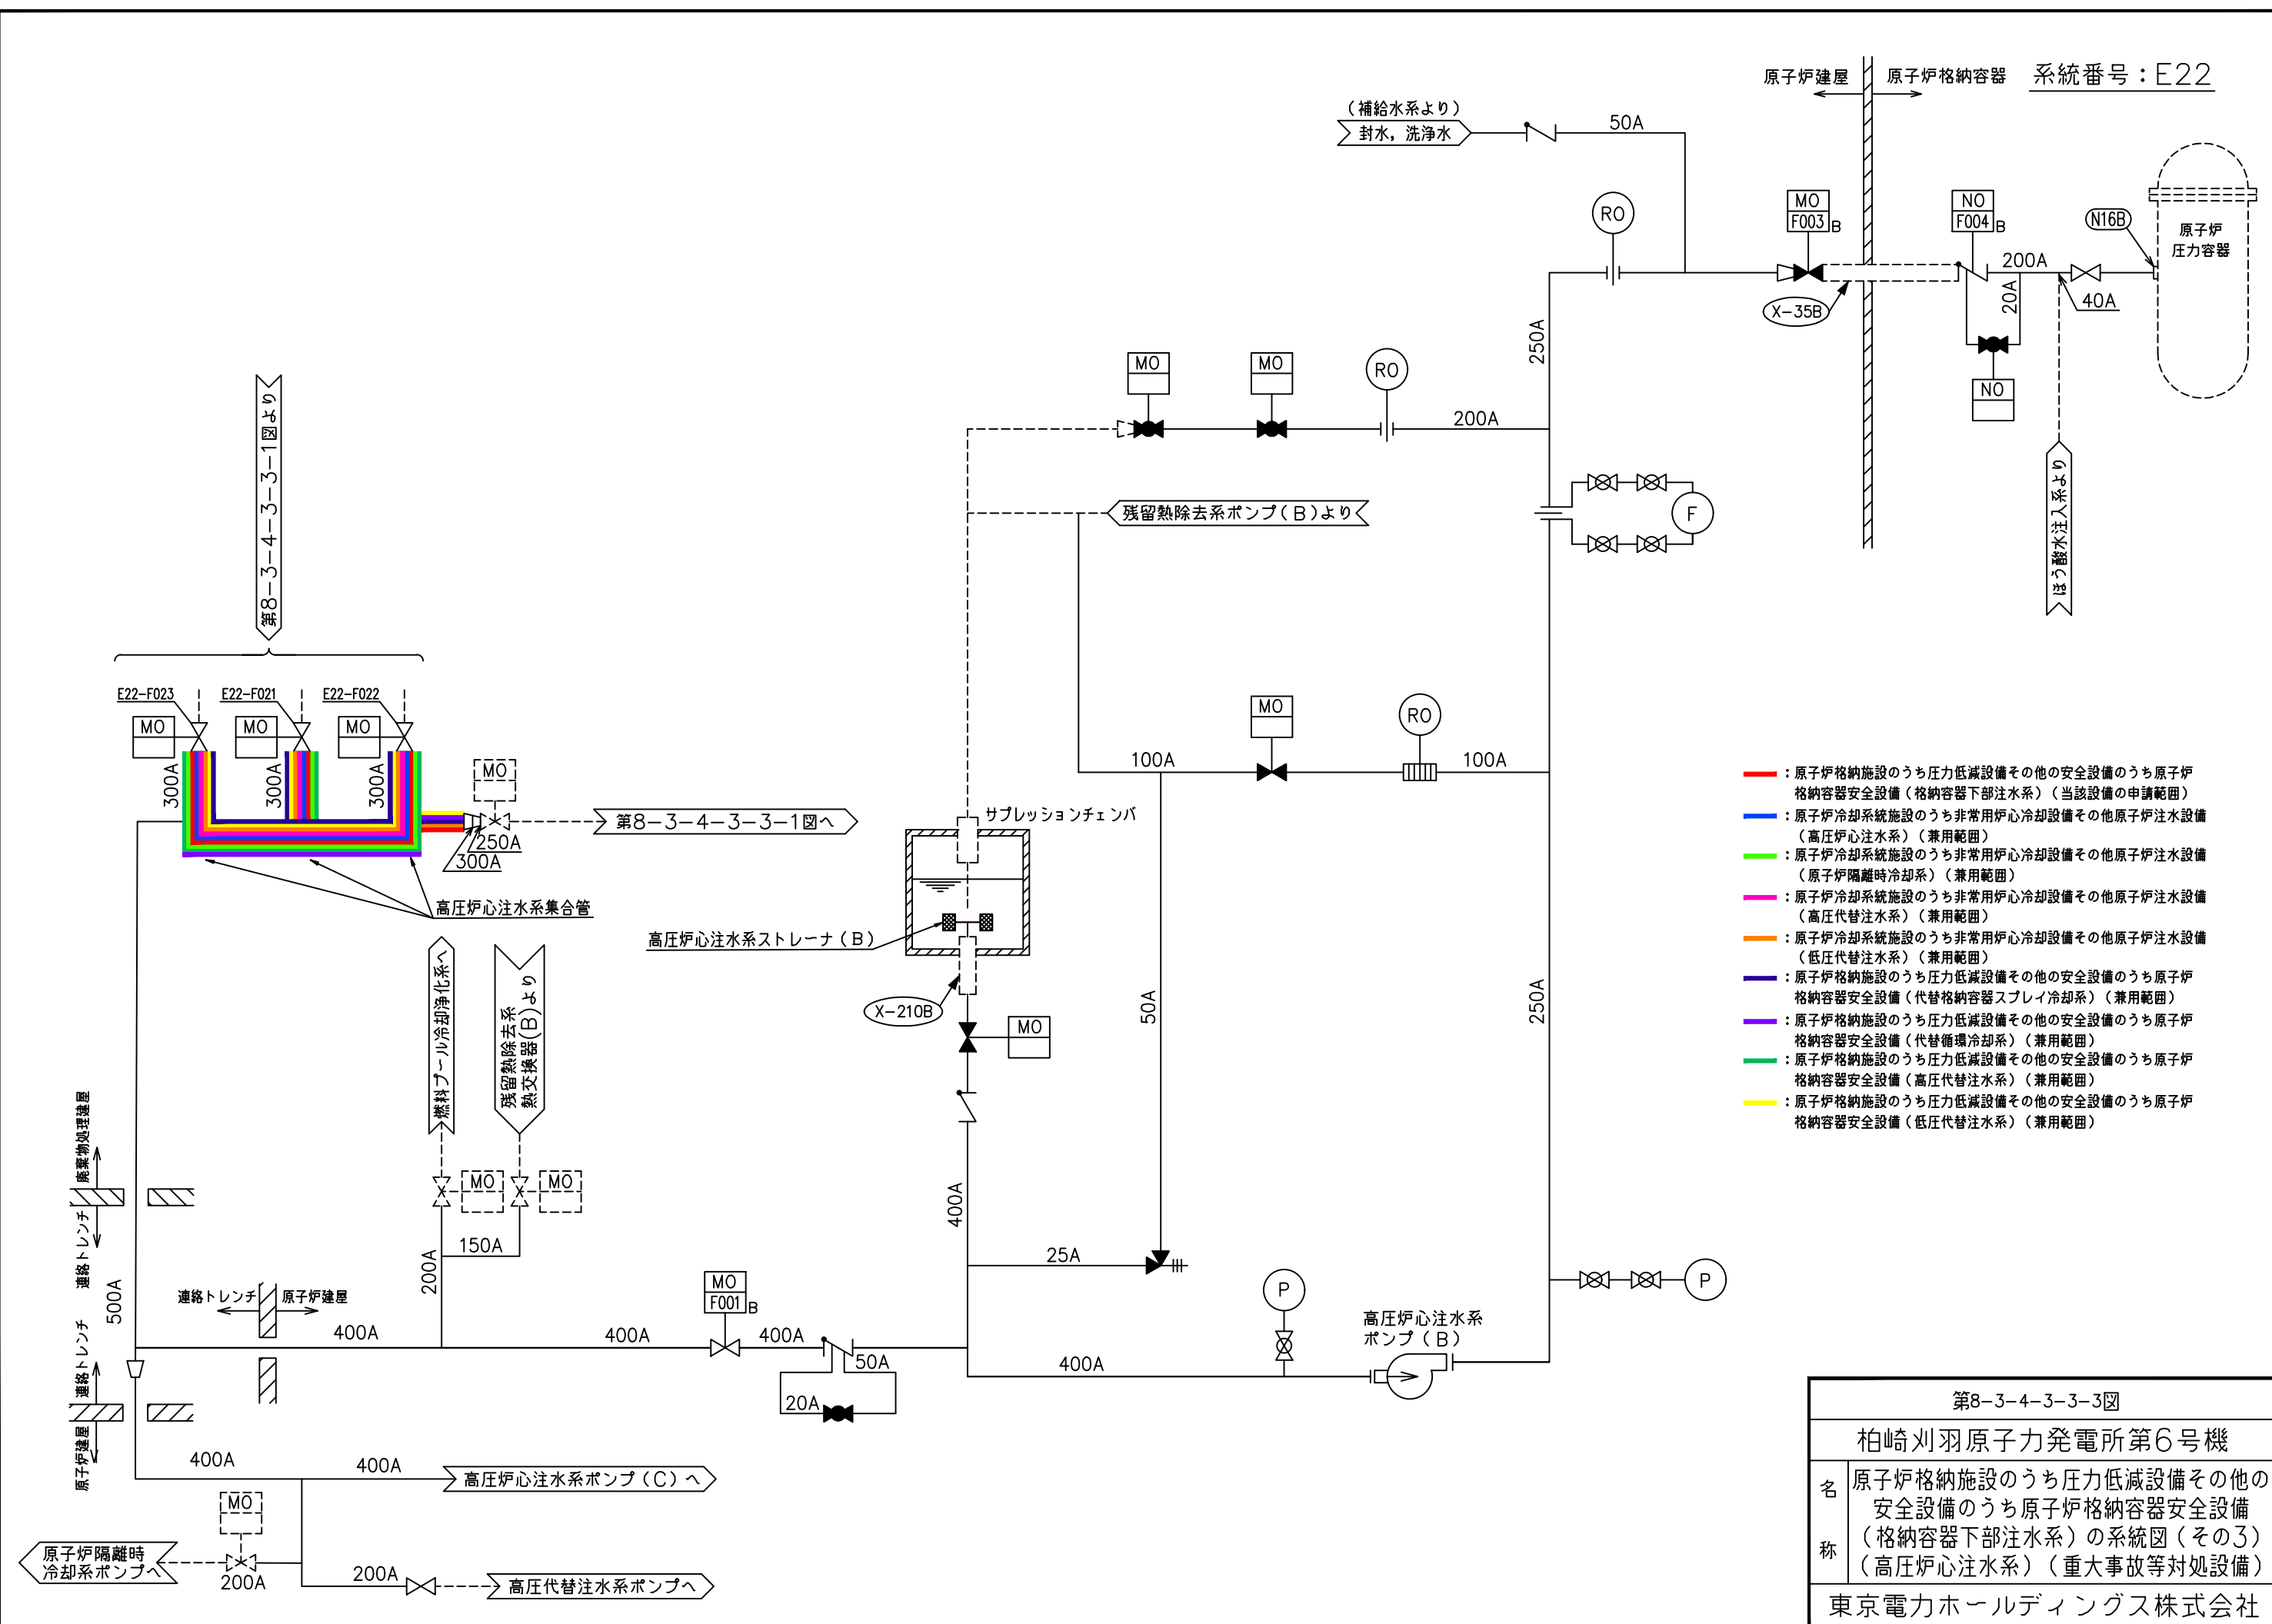 系統番号：E22
原子炉建屋
原子炉格納容器
（補給水系より）
封水，洗浄水
50A
RO
MO
F003
B
NO
F004
B
N16B
原子炉
圧力容器
200A
20A
40A
X-35B
NO
ほう酸水注入系より
250A
MO
MO
RO
200A
残留熱除去系ポンプ（B）より
F
第8-3-4-3-3-1図より
E22-F023
E22-F021
E22-F022
MO
MO
MO
300A
300A
300A
MO
第8-3-4-3-3-1図へ
250A
300A
高圧炉心注水系集合管
MO
RO
100A
100A
サプレッションチェンバ
高圧炉心注水系ストレーナ（B）
X-210B
MO
50A
250A
燃料プール冷却浄化系へ
残留熱除去系
熱交換器(B)より
MO
MO
150A
200A
400A
25A
廃棄物処理建屋
連絡トレンチ
500A
連絡トレンチ
原子炉建屋
連絡トレンチ
原子炉建屋
400A
400A
MO
F001
B
400A
50A
20A
400A
P
高圧炉心注水系
ポンプ（B）
P
400A
400A
高圧炉心注水系ポンプ（C）へ
MO
原子炉隔離時
冷却系ポンプへ
200A
200A
高圧代替注水系ポンプへ
：原子炉格納施設のうち圧力低減設備その他の安全設備のうち原子炉
格納容器安全設備（格納容器下部注水系）（当該設備の申請範囲）
：原子炉冷却系統施設のうち非常用炉心冷却設備その他原子炉注水設備
（高圧炉心注水系）（兼用範囲）
：原子炉冷却系統施設のうち非常用炉心冷却設備その他原子炉注水設備
（原子炉隔離時冷却系）（兼用範囲）
：原子炉冷却系統施設のうち非常用炉心冷却設備その他原子炉注水設備
（高圧代替注水系）（兼用範囲）
：原子炉冷却系統施設のうち非常用炉心冷却設備その他原子炉注水設備
（低圧代替注水系）（兼用範囲）
：原子炉格納施設のうち圧力低減設備その他の安全設備のうち原子炉
格納容器安全設備（代替格納容器スプレイ冷却系）（兼用範囲）
：原子炉格納施設のうち圧力低減設備その他の安全設備のうち原子炉
格納容器安全設備（代替循環冷却系）（兼用範囲）
：原子炉格納施設のうち圧力低減設備その他の安全設備のうち原子炉
格納容器安全設備（高圧代替注水系）（兼用範囲）
：原子炉格納施設のうち圧力低減設備その他の安全設備のうち原子炉
格納容器安全設備（低圧代替注水系）（兼用範囲）
第8-3-4-3-3-3図
柏崎刈羽原子力発電所第6号機
名称
原子炉格納施設のうち圧力低減設備その他の
安全設備のうち原子炉格納容器安全設備
（格納容器下部注水系）の系統図（その3）
（高圧炉心注水系）（重大事故等対処設備）
東京電力ホールディングス株式会社